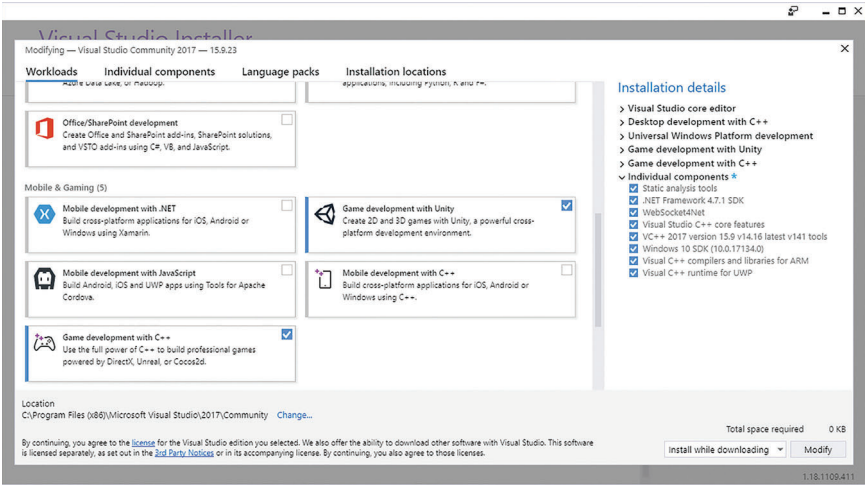 Visual Studio Installer
Modifying — Visual Studio Community 2017 — 15.9.23
Workloads Individual components Language packs Installation locations
Azure Data Lake, or Hadoop.
applications, including Python, R and F#.
Office/SharePoint development
Create Office and SharePoint add-ins, SharePoint solutions,
and VSTO add-ins using C#, VB, and JavaScript.
Mobile & Gaming (5)
Mobile development with .NET
Build cross-platform applications for iOS, Android or
Windows using Xamarin.
Game development with Unity
Create 2D and 3D games with Unity, a powerful cross-
platform development environment.
Mobile development with JavaScript
Build Android, iOS and UWP apps using Tools for Apache
Cordova.
Mobile development with C++
Build cross-platform applications for iOS, Android or
Windows using C++.
Game development with C++
Use the full power of C++ to build professional games
powered by DirectX, Unreal, or Cocos2d.
Installation details
Visual Studio core editor
Desktop development with C++
Universal Windows Platform development
Game development with Unity
Game development with C++
Individual components *
Static analysis tools
.NET Framework 4.7.1 SDK
WebSocket4Net
Visual Studio C++ core features
VC++ 2017 version 15.9 v14.16 latest v141 tools
Windows 10 SDK (10.0.17134.0)
Visual C++ compilers and libraries for ARM
Visual C++ runtime for UWP
Location
C:\Program Files (x86)\Microsoft Visual Studio\2017\Community Change...
By continuing, you agree to the license for the Visual Studio edition you selected. We also offer the ability to download other software with Visual Studio. This software
is licensed separately, as set out in the 3rd Party Notices or in its accompanying license. By continuing, you also agree to those licenses.
Total space required 0 KB
Install while downloading Modify
1.18.1109.411